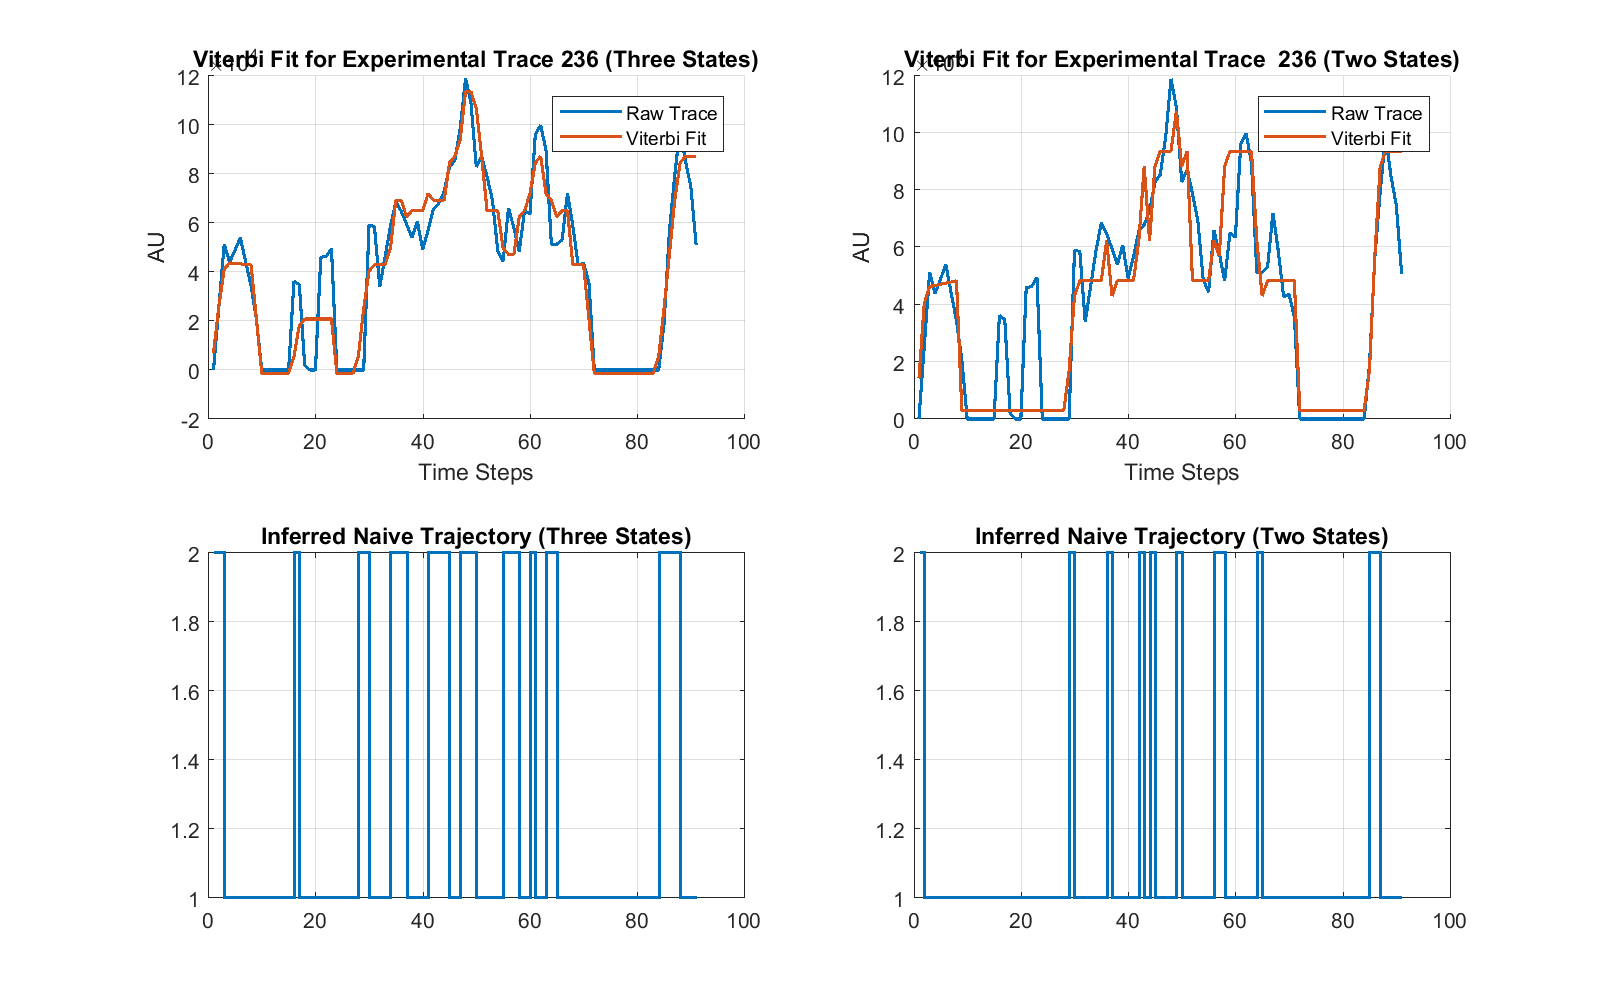 Viterbi Fit for Experimental Trace 236 (Three States)
12
10
8
6
4
2
0
-2
AU
Raw Trace
Viterbi Fit
0 20 40 60 80 100
Time Steps
Viterbi Fit for Experimental Trace 236 (Two States)
12
10
8
6
4
2
0
AU
Raw Trace
Viterbi Fit
0 20 40 60 80 100
Time Steps
Inferred Naive Trajectory (Three States)
2
1.8
1.6
1.4
1.2
1
0 20 40 60 80 100
Inferred Naive Trajectory (Two States)
2
1.8
1.6
1.4
1.2
1
0 20 40 60 80 100